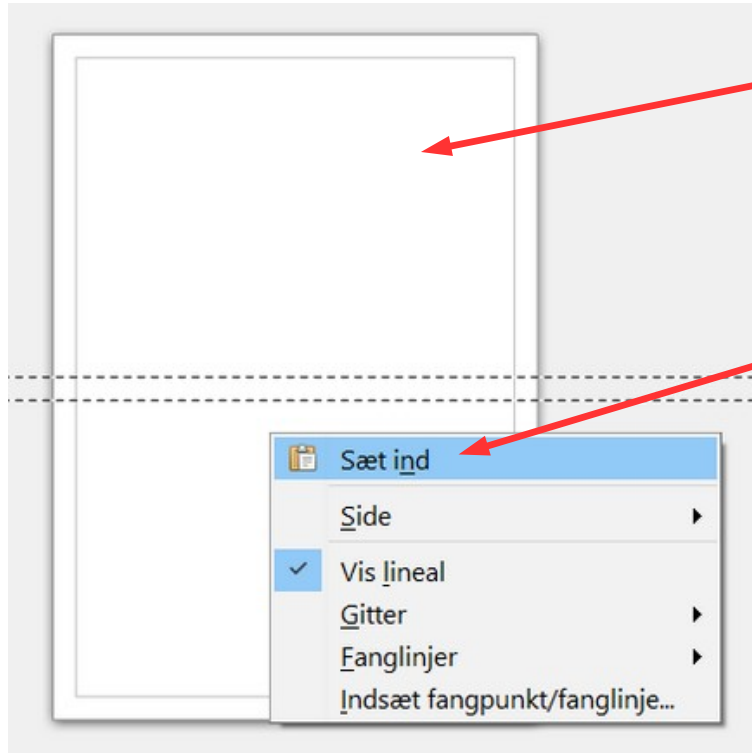 Sæt ind
Side
Vis lineal
Gitter
Fanglinjer
Indsæt fangpunkt/fanglinje...